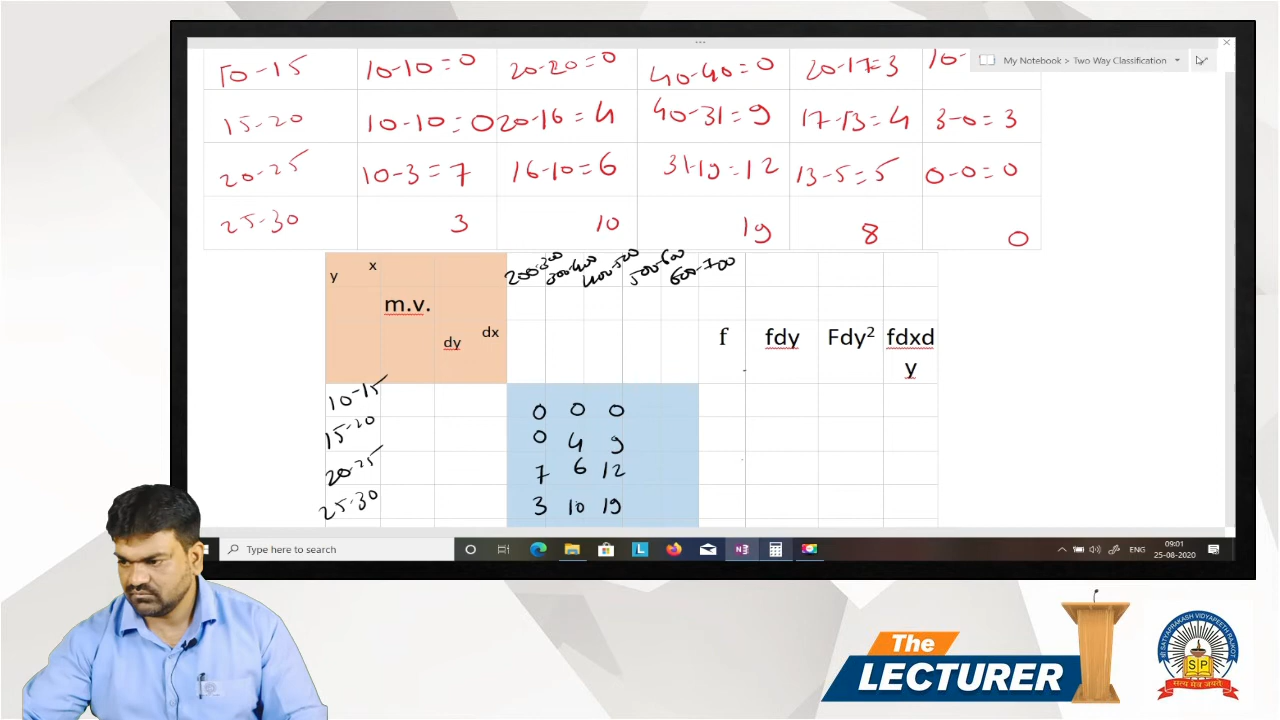 My Notebook > Two Way Classification
10-15 10-10=0 20-20=0 40-40=0 20-17=3 10-
15-20 10-10=0 20-16=4 40-31=9 17-13=4 3-0=3
20-25 10-3=7 16-10=6 31-19=12 13-5=5 0-0=0
25-30 3 10 19 8 0
y x 200-300 300-400 400-500 500-600 600-700
m.v.
dy dx f fdy Fdy² fdxd
y
10-15 0 0 0
15-20 0 4 9
20-25 7 6 12
25-30 3 10 19
Type here to search
ENG
09:01
25-08-2020
The
LECTURER
SP